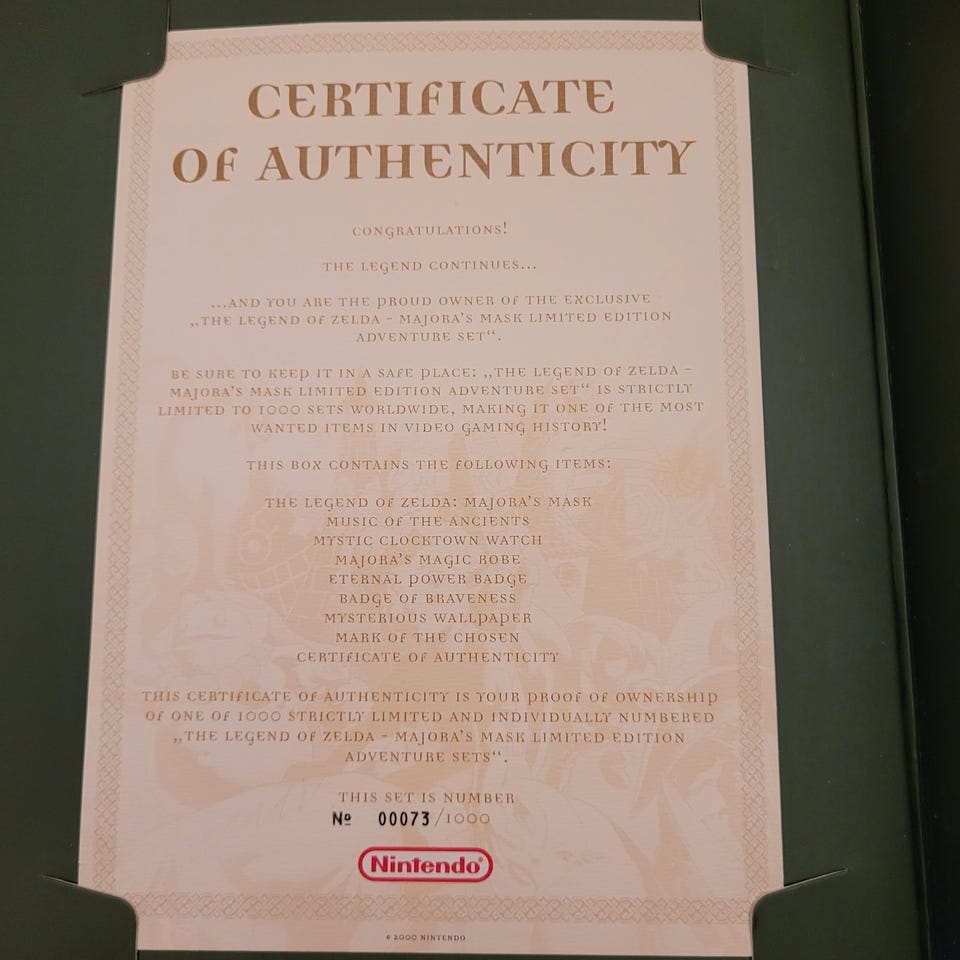 CERTIFICATE
OF AUTHENTICITY
CONGRATULATIONS!
THE LEGEND CONTINUES...
...AND YOU ARE THE PROUD OWNER OF THE EXCLUSIVE
„THE LEGEND OF ZELDA - MAJORA'S MASK LIMITED EDITION
ADVENTURE SET“.
BE SURE TO KEEP IT IN A SAFE PLACE: „THE LEGEND OF ZELDA -
MAJORA'S MASK LIMITED EDITION ADVENTURE SET“ IS STRICTLY
LIMITED TO 1000 SETS WORLDWIDE, MAKING IT ONE OF THE MOST
WANTED ITEMS IN VIDEO GAMING HISTORY!
THIS BOX CONTAINS THE FOLLOWING ITEMS:
THE LEGEND OF ZELDA: MAJORA'S MASK
MUSIC OF THE ANCIENTS
MYSTIC CLOCKTOWN WATCH
MAJORA'S MAGIC ROBE
ETERNAL POWER BADGE
BADGE OF BRAVENESS
MYSTERIOUS WALLPAPER
MARK OF THE CHOSEN
CERTIFICATE OF AUTHENTICITY
THIS CERTIFICATE OF AUTHENTICITY IS YOUR PROOF OF OWNERSHIP
OF ONE OF 1000 STRICTLY LIMITED AND INDIVIDUALLY NUMBERED
„THE LEGEND OF ZELDA - MAJORA'S MASK LIMITED EDITION
ADVENTURE SETS“.
THIS SET IS NUMBER
№ 00073/1000
Nintendo®
© 2000 NINTENDO